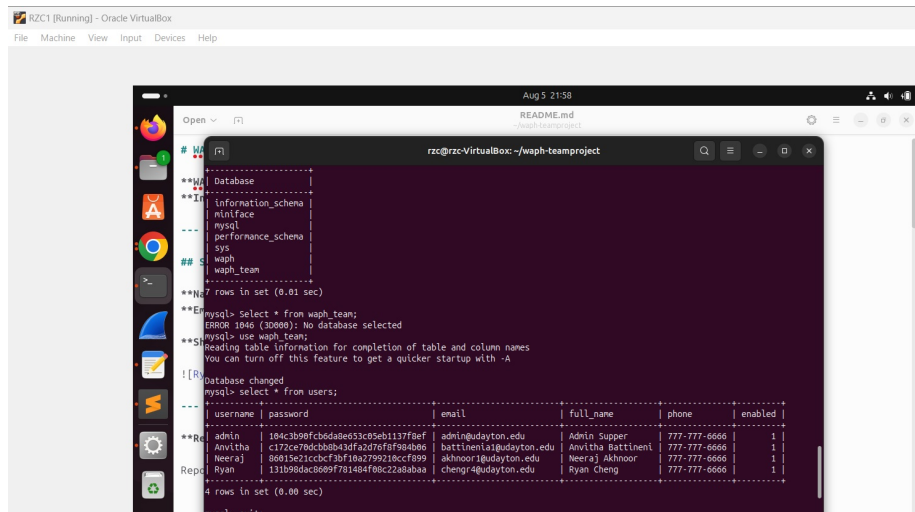 RZC1 [Running] - Oracle VirtualBox
File Machine View Input Devices Help
Aug 5 21:58
Open
README.md
~/waph-teamproject
rzc@rzc-VirtualBox: ~/waph-teamproject
1
# WA
**WA
**In
---
## S
**Na
**Em
**Sh
![Ry
---
**Re
Repo
+--------------------+
| Database |
+--------------------+
| information_schema |
| miniface |
| mysql |
| performance_schema |
| sys |
| waph |
| waph_team |
+--------------------+
7 rows in set (0.01 sec)
mysql> Select * from waph_team;
ERROR 1046 (3D000): No database selected
mysql> use waph_team;
Reading table information for completion of table and column names
You can turn off this feature to get a quicker startup with -A
Database changed
mysql> select * from users;
| username | password | email | full_name | phone | enabled |
| admin | 104c3b90fcb6da8e653c05eb1137f8ef | admin@udayton.edu | Admin Supper | 777-777-6666 | 1 |
| Anvitha | c172ce70dcbb8b43dfa2d76f8f984b06 | battinenia1@udayton.edu | Anvitha Battineni | 777-777-6666 | 1 |
| Neeraj | 86015e21ccbcf3bf10a2799210cf899 | akhnoor1@udayton.edu | Neeraj Akhnoor | 777-777-6666 | 1 |
| Ryan | 131b98dac8609f781484f08c22a8abaa | chengr4@udayton.edu | Ryan Cheng | 777-777-6666 | 1 |
4 rows in set (0.00 sec)